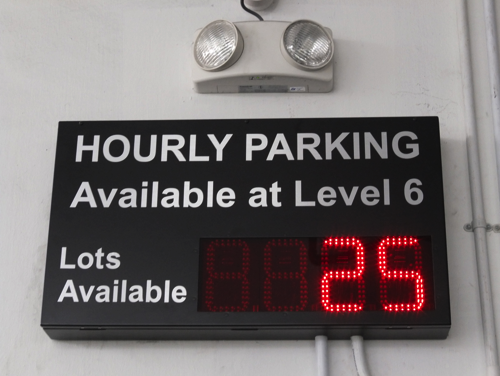 HOURLY PARKING
Available at Level 6
Lots
Available 25